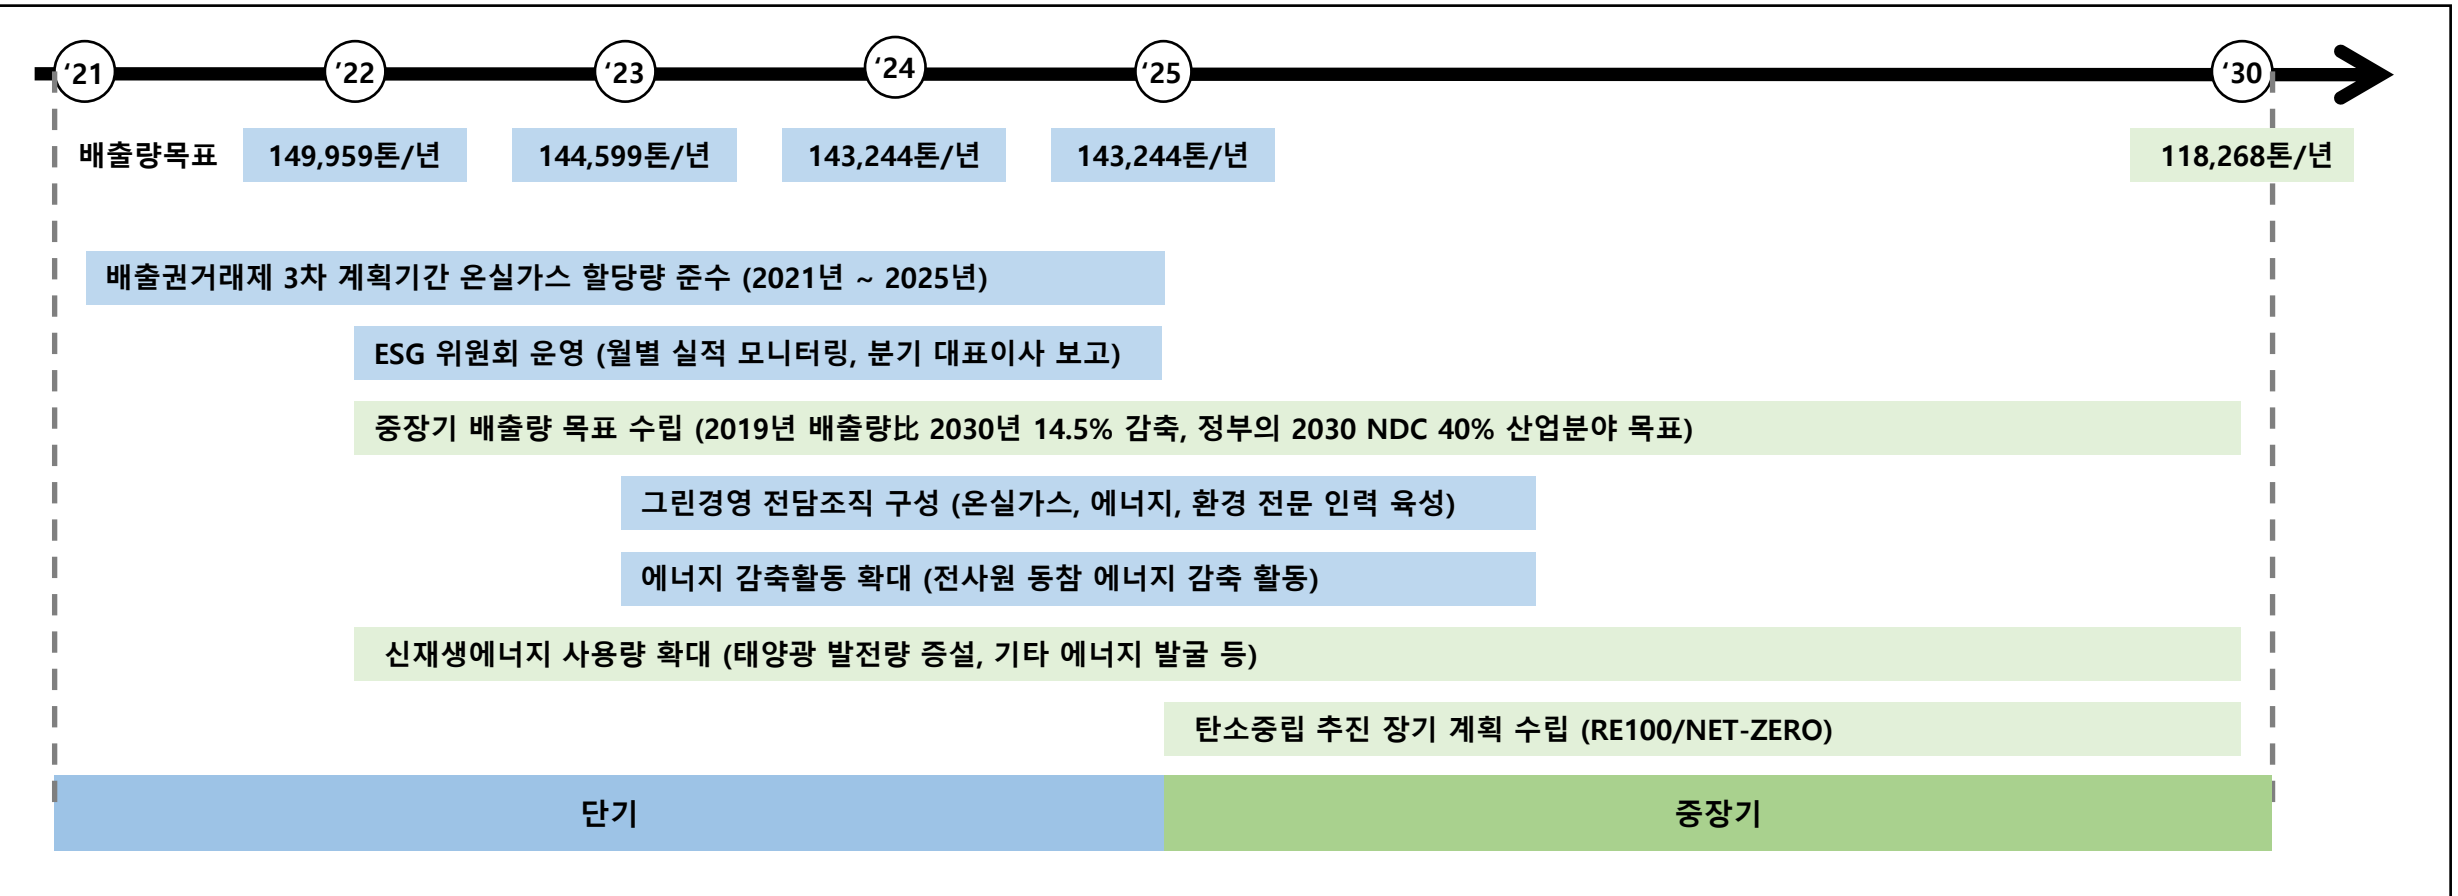 ‘21 ‘22 ‘23 ‘24 ‘25 ‘30
배출량목표 149,959톤/년 144,599톤/년 143,244톤/년 143,244톤/년 118,268톤/년
배출권거래제 3차 계획기간 온실가스 할당량 준수 (2021년 ~ 2025년)
ESG 위원회 운영 (월별 실적 모니터링, 분기 대표이사 보고)
중장기 배출량 목표 수립 (2019년 배출량比 2030년 14.5% 감축, 정부의 2030 NDC 40% 산업분야 목표)
그린경영 전담조직 구성 (온실가스, 에너지, 환경 전문 인력 육성)
에너지 감축활동 확대 (전사원 동참 에너지 감축 활동)
신재생에너지 사용량 확대 (태양광 발전량 증설, 기타 에너지 발굴 등)
탄소중립 추진 장기 계획 수립 (RE100/NET-ZERO)
단기 중장기